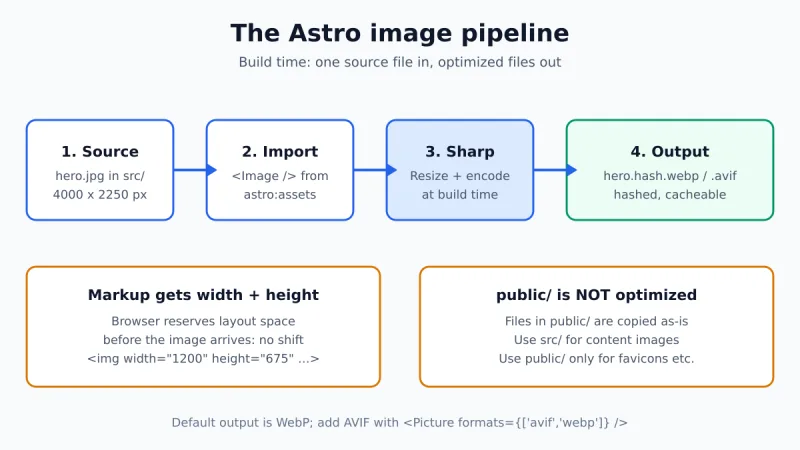 The Astro image pipeline
Build time: one source file in, optimized files out
1. Source
hero.jpg in src/
4000 x 2250 px
2. Import
<Image /> from
astro:assets
3. Sharp
Resize + encode
at build time
4. Output
hero.hash.webp / .avif
hashed, cacheable
Markup gets width + height
Browser reserves layout space
before the image arrives: no shift
<img width="1200" height="675" ...>
public/ is NOT optimized
Files in public/ are copied as-is
Use src/ for content images
Use public/ only for favicons etc.
Default output is WebP; add AVIF with <Picture formats={['avif','webp']} />